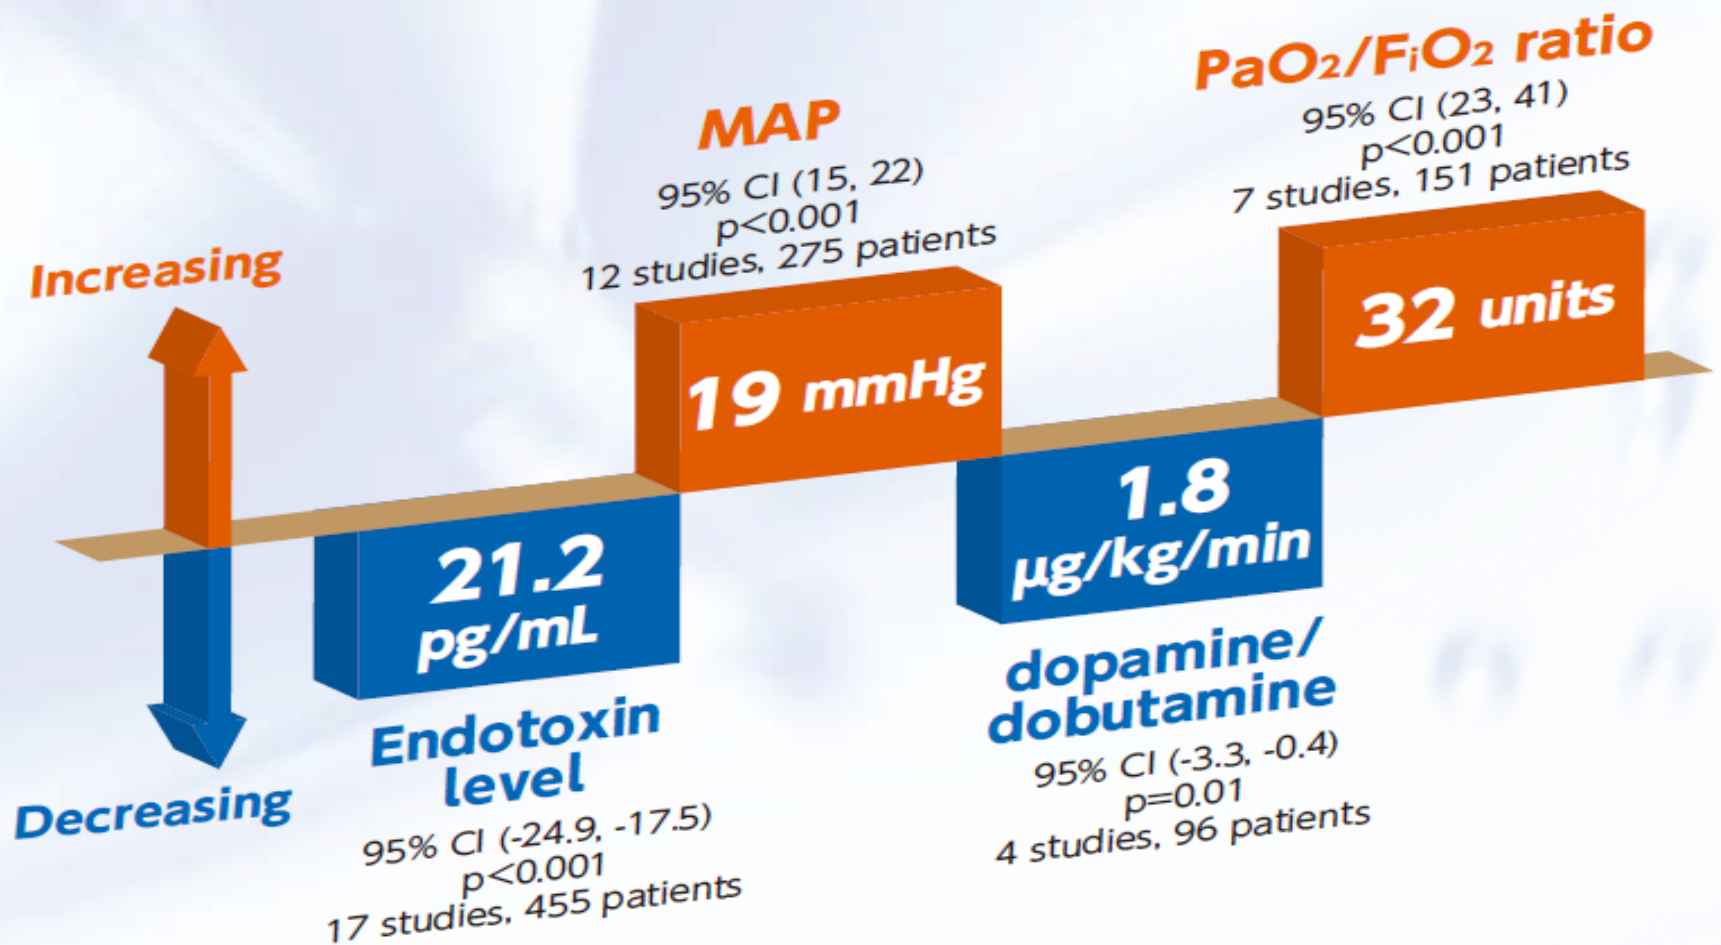 Increasing
Decreasing
21.2
pg/mL
Endotoxin
level
95% CI (-24.9, -17.5)
p<0.001
17 studies, 455 patients
MAP
95% CI (15, 22)
p<0.001
12 studies, 275 patients
19 mmHg
1.8
µg/kg/min
dopamine/
dobutamine
95% CI (-3.3, -0.4)
p=0.01
4 studies, 96 patients
PaO₂/FiO₂ ratio
95% CI (23, 41)
p<0.001
7 studies, 151 patients
32 units